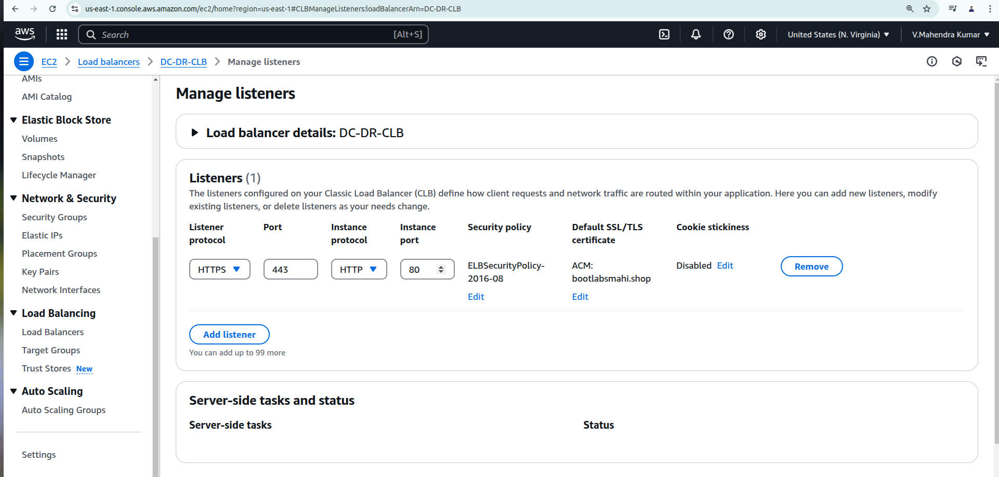 us-east-1.console.aws.amazon.com/ec2/home?region=us-east-1#CLBManageListeners:loadBalancerArn=DC-DR-CLB
aws
Search [Alt+S]
United States (N. Virginia)
V.Mahendra Kumar
EC2 Load balancers DC-DR-CLB Manage listeners
AMIs
AMI Catalog
Elastic Block Store
Volumes
Snapshots
Lifecycle Manager
Network & Security
Security Groups
Elastic IPs
Placement Groups
Key Pairs
Network Interfaces
Load Balancing
Load Balancers
Target Groups
Trust Stores New
Auto Scaling
Auto Scaling Groups
Settings
Manage listeners
Load balancer details: DC-DR-CLB
Listeners (1)
The listeners configured on your Classic Load Balancer (CLB) define how client requests and network traffic are routed within your application. Here you can add new listeners, modify
existing listeners, or delete listeners as your needs change.
Listener protocol
Port
Instance protocol
Instance port
Security policy
Default SSL/TLS certificate
Cookie stickiness
HTTPS
443
HTTP
80
ELBSecurityPolicy-
2016-08
Edit
ACM:
bootlabsmahi.shop
Edit
Disabled Edit
Remove
Add listener
You can add up to 99 more
Server-side tasks and status
Server-side tasks
Status